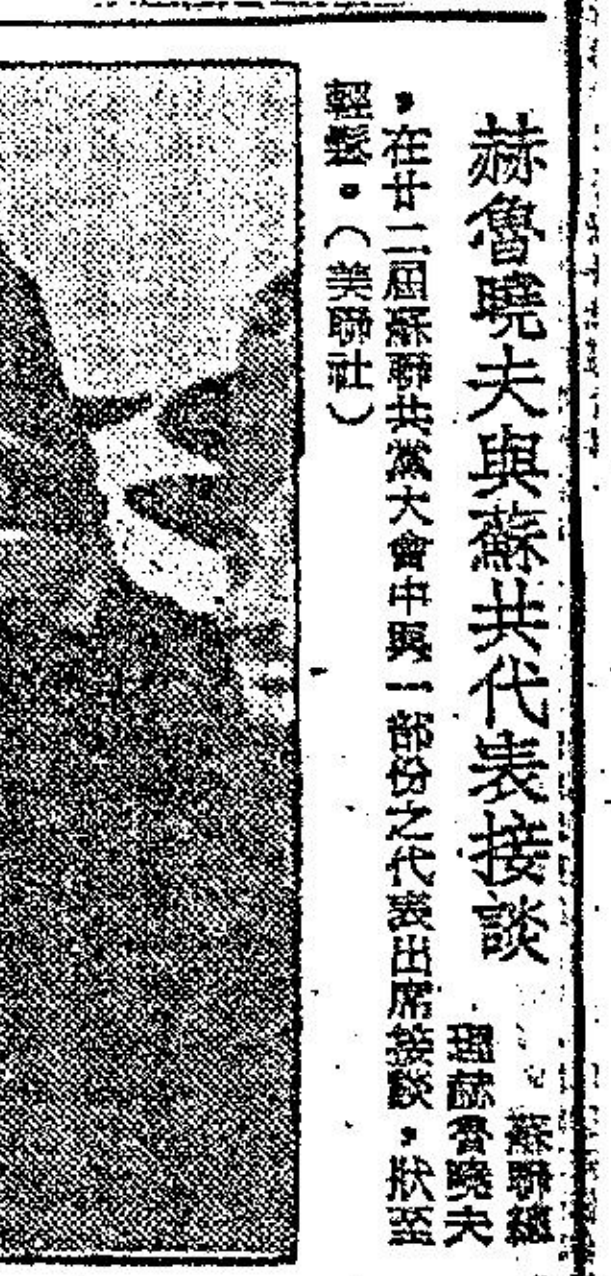 赫魯曉夫與蘇共代表接談
蘇聯總
理赫魯曉夫
，在廿二屆蘇聯共黨大會中與一部份之代表出席接談，狀至
輕鬆。（美聯社）